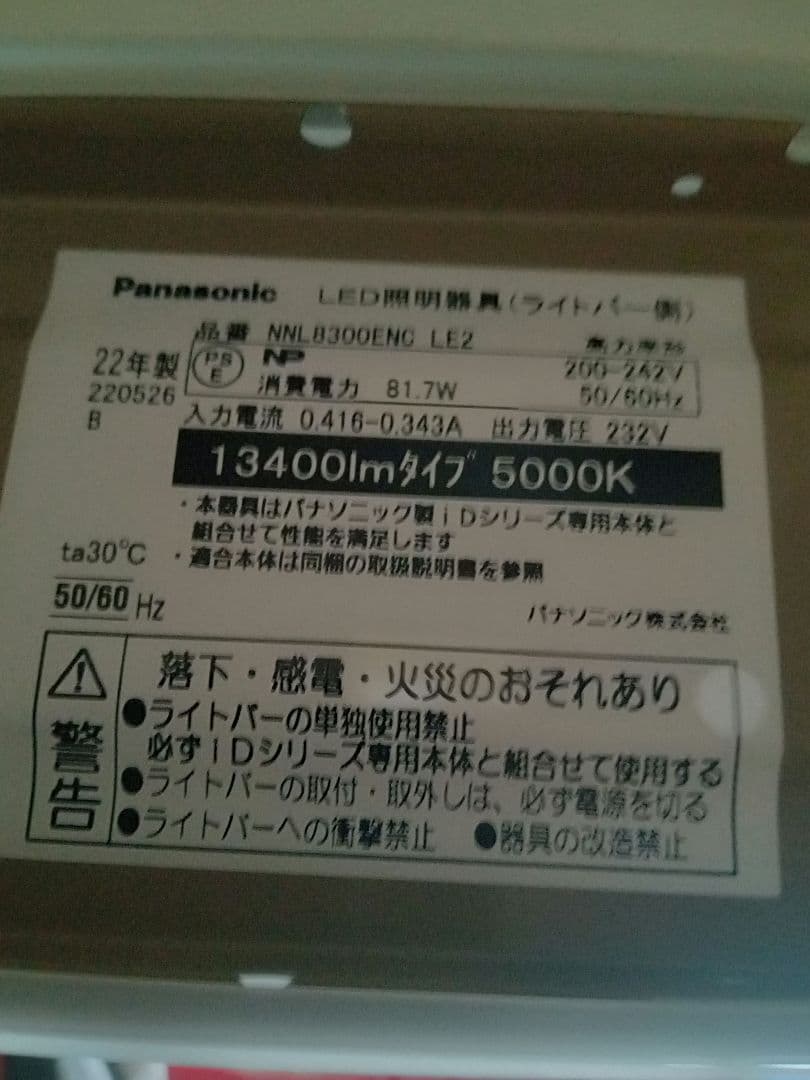 Panasonic LED照明器具(ライトバー側)
品番 NNL8300ENC LE2
22年製
220526
B
PS
E
NP
200-242V
消費電力 81.7W
50/60Hz
入力電流 0.416-0.343A 出力電圧 232V
13400lmタイプ 5000K
・本器具はパナソニック製iDシリーズ専用本体と
組合せて性能を満足します
・適合本体は同梱の取扱説明書を参照
ta30℃
50/60 Hz
パナソニック株式会社
警告
落下・感電・火災のおそれあり
●ライトバーの単独使用禁止
必ずiDシリーズ専用本体と組合せて使用する
●ライトバーの取付・取外しは、必ず電源を切る
●ライトバーへの衝撃禁止 ●器具の改造禁止